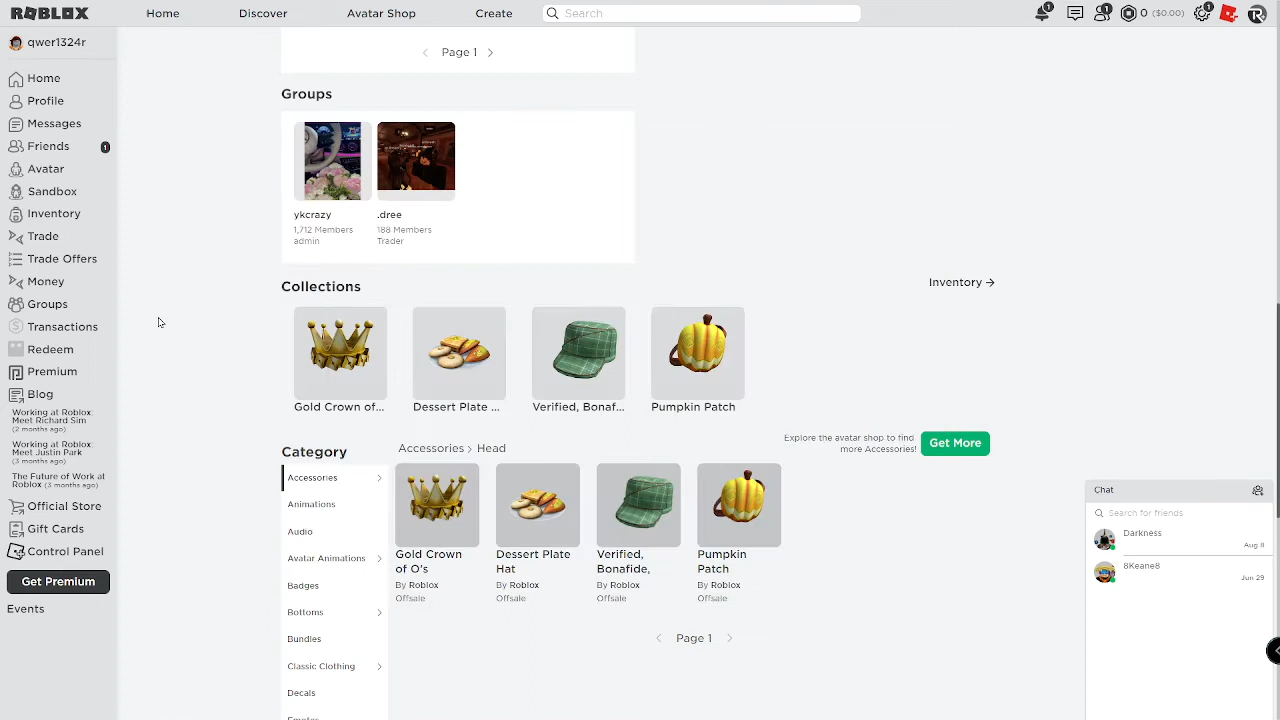 ROBLOX
Home
Discover
Avatar Shop
Create
Search
1
1
0
($0.00)
1
qwer1324r
Home
Profile
Messages
Friends
1
Avatar
Sandbox
Inventory
Trade
Trade Offers
Money
Groups
Transactions
Redeem
Premium
Blog
Working at Roblox:
Meet Richard Sim
(2 months ago)
Working at Roblox:
Meet Justin Park
(3 months ago)
The Future of Work at
Roblox (3 months ago)
Official Store
Gift Cards
Control Panel
Get Premium
Events
Page 1
Groups
ykcrazy
1,712 Members
admin
.dree
188 Members
Trader
Collections
Inventory →
Gold Crown of...
Dessert Plate ...
Verified, Bonaf...
Pumpkin Patch
Category
Accessories > Head
Explore the avatar shop to find
more Accessories!
Get More
Accessories
Animations
Audio
Avatar Animations
Badges
Bottoms
Bundles
Classic Clothing
Decals
Emotes
Gold Crown
of O's
By Roblox
Offsale
Dessert Plate
Hat
By Roblox
Offsale
Verified,
Bonafide,
By Roblox
Offsale
Pumpkin
Patch
By Roblox
Offsale
Page 1
Chat
Search for friends
Darkness
Aug 8
8Keane8
Jun 29